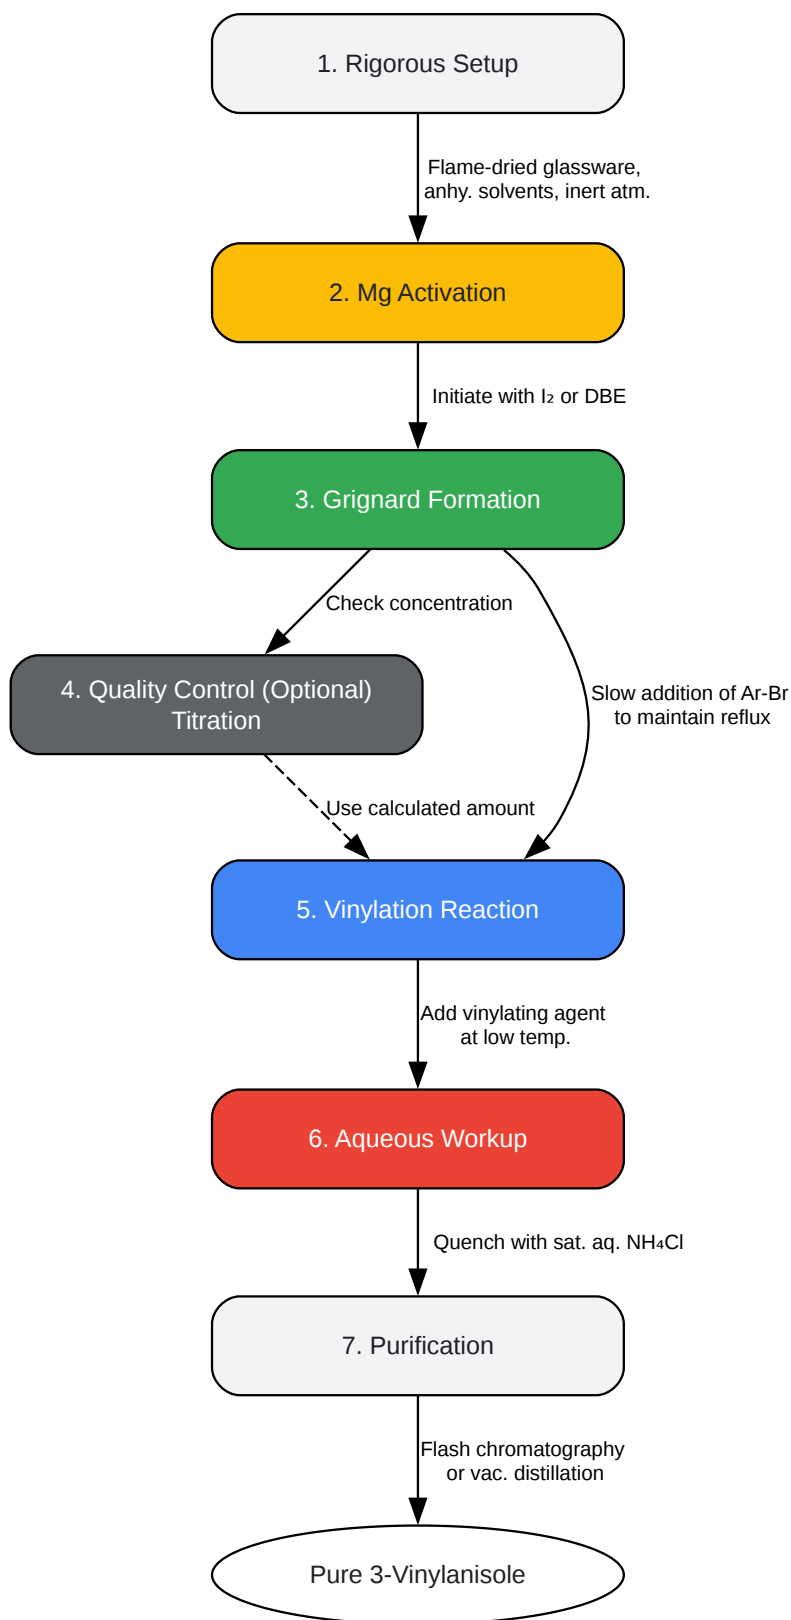 1. Rigorous Setup
Flame-dried glassware,
anhy. solvents, inert atm.
2. Mg Activation
Initiate with I₂ or DBE
3. Grignard Formation
Check concentration
4. Quality Control (Optional)
Titration
Slow addition of Ar-Br
to maintain reflux
Use calculated amount
5. Vinylation Reaction
Add vinylating agent
at low temp.
6. Aqueous Workup
Quench with sat. aq. NH₄Cl
7. Purification
Flash chromatography
or vac. distillation
Pure 3-Vinylanisole